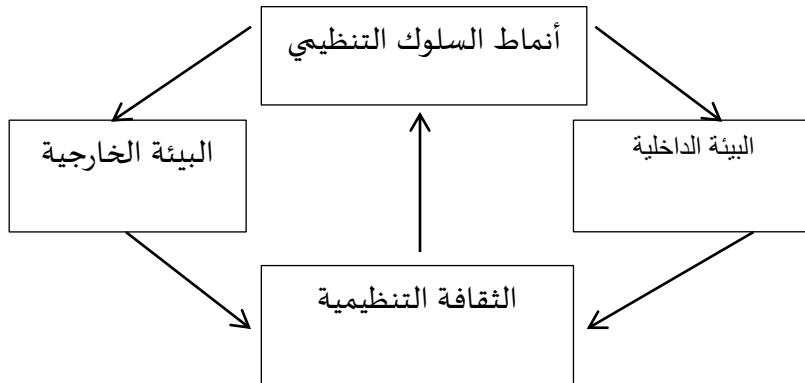 أنماط السلوك التنظيمي
البيئة الداخلية
البيئة الخارجية
الثقافة التنظيمية